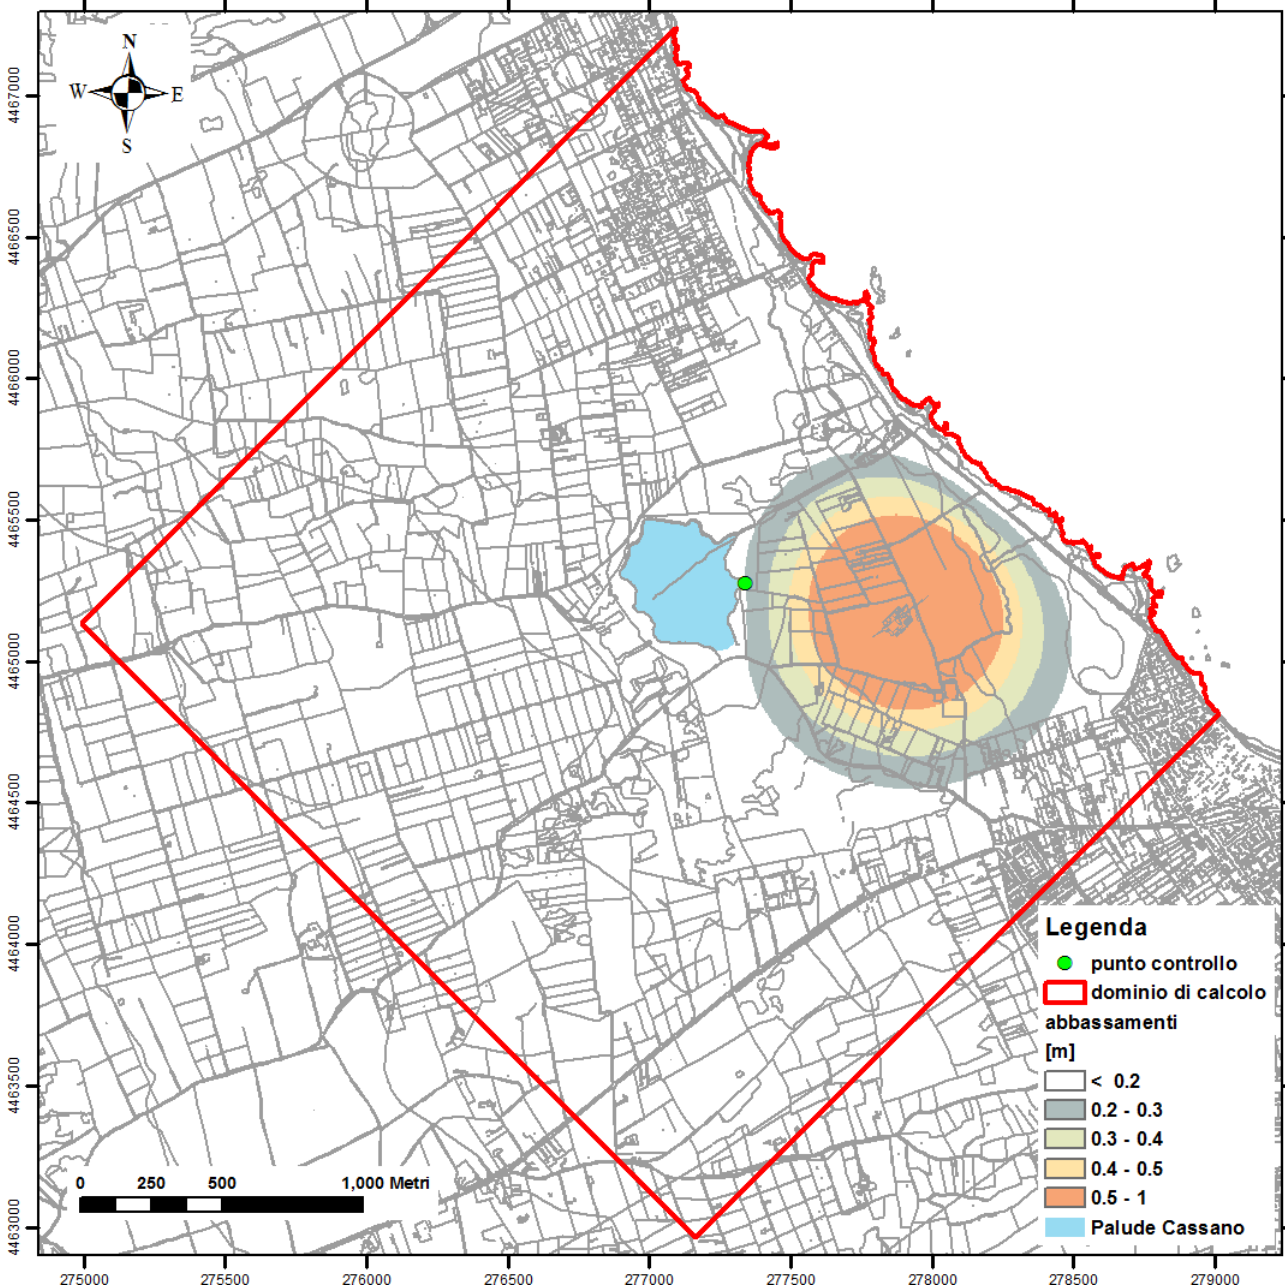 N
W E
S
4467000
4466500
4466000
4465500
4465000
4464500
4464000
4463500
4463000
Legenda
punto controllo
dominio di calcolo
abbassamenti
[m]
< 0.2
0.2 - 0.3
0.3 - 0.4
0.4 - 0.5
0.5 - 1
Palude Cassano
0 250 500 1,000 Metri
275000 275500 276000 276500 277000 277500 278000 278500 279000